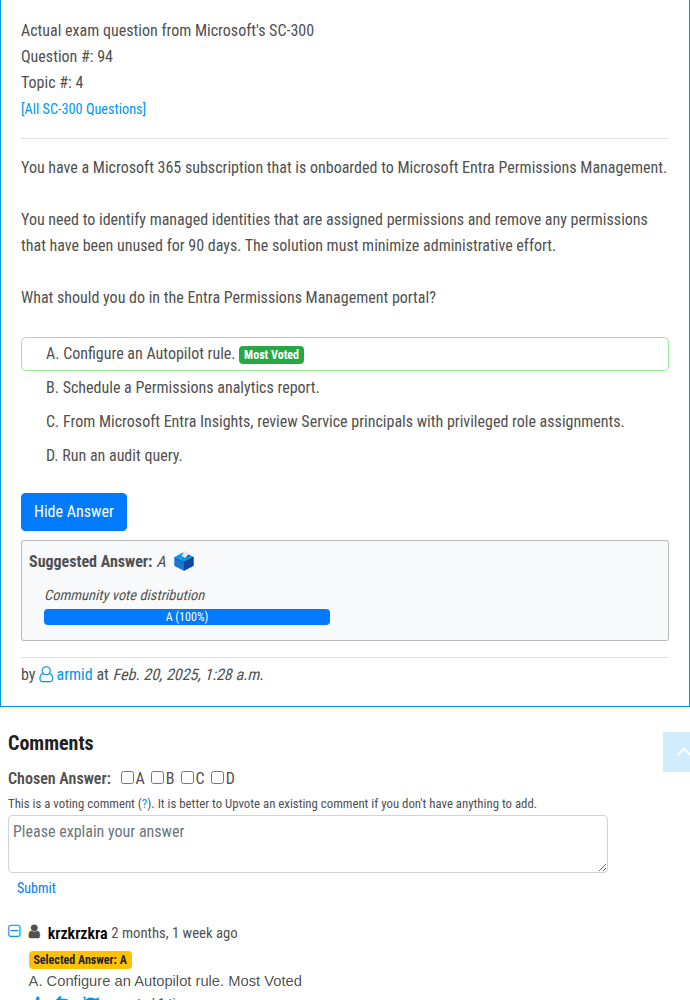 Actual exam question from Microsoft's SC-300
Question #: 94
Topic #: 4
[All SC-300 Questions]
You have a Microsoft 365 subscription that is onboarded to Microsoft Entra Permissions Management.
You need to identify managed identities that are assigned permissions and remove any permissions
that have been unused for 90 days. The solution must minimize administrative effort.
What should you do in the Entra Permissions Management portal?
A. Configure an Autopilot rule. Most Voted
B. Schedule a Permissions analytics report.
C. From Microsoft Entra Insights, review Service principals with privileged role assignments.
D. Run an audit query.
Hide Answer
Suggested Answer: A
Community vote distribution
A (100%)
by armid at Feb. 20, 2025, 1:28 a.m.
Comments
Chosen Answer: A B C D
This is a voting comment (?). It is better to Upvote an existing comment if you don't have anything to add.
Please explain your answer
Submit
krzkrzkra 2 months, 1 week ago
Selected Answer: A
A. Configure an Autopilot rule. Most Voted